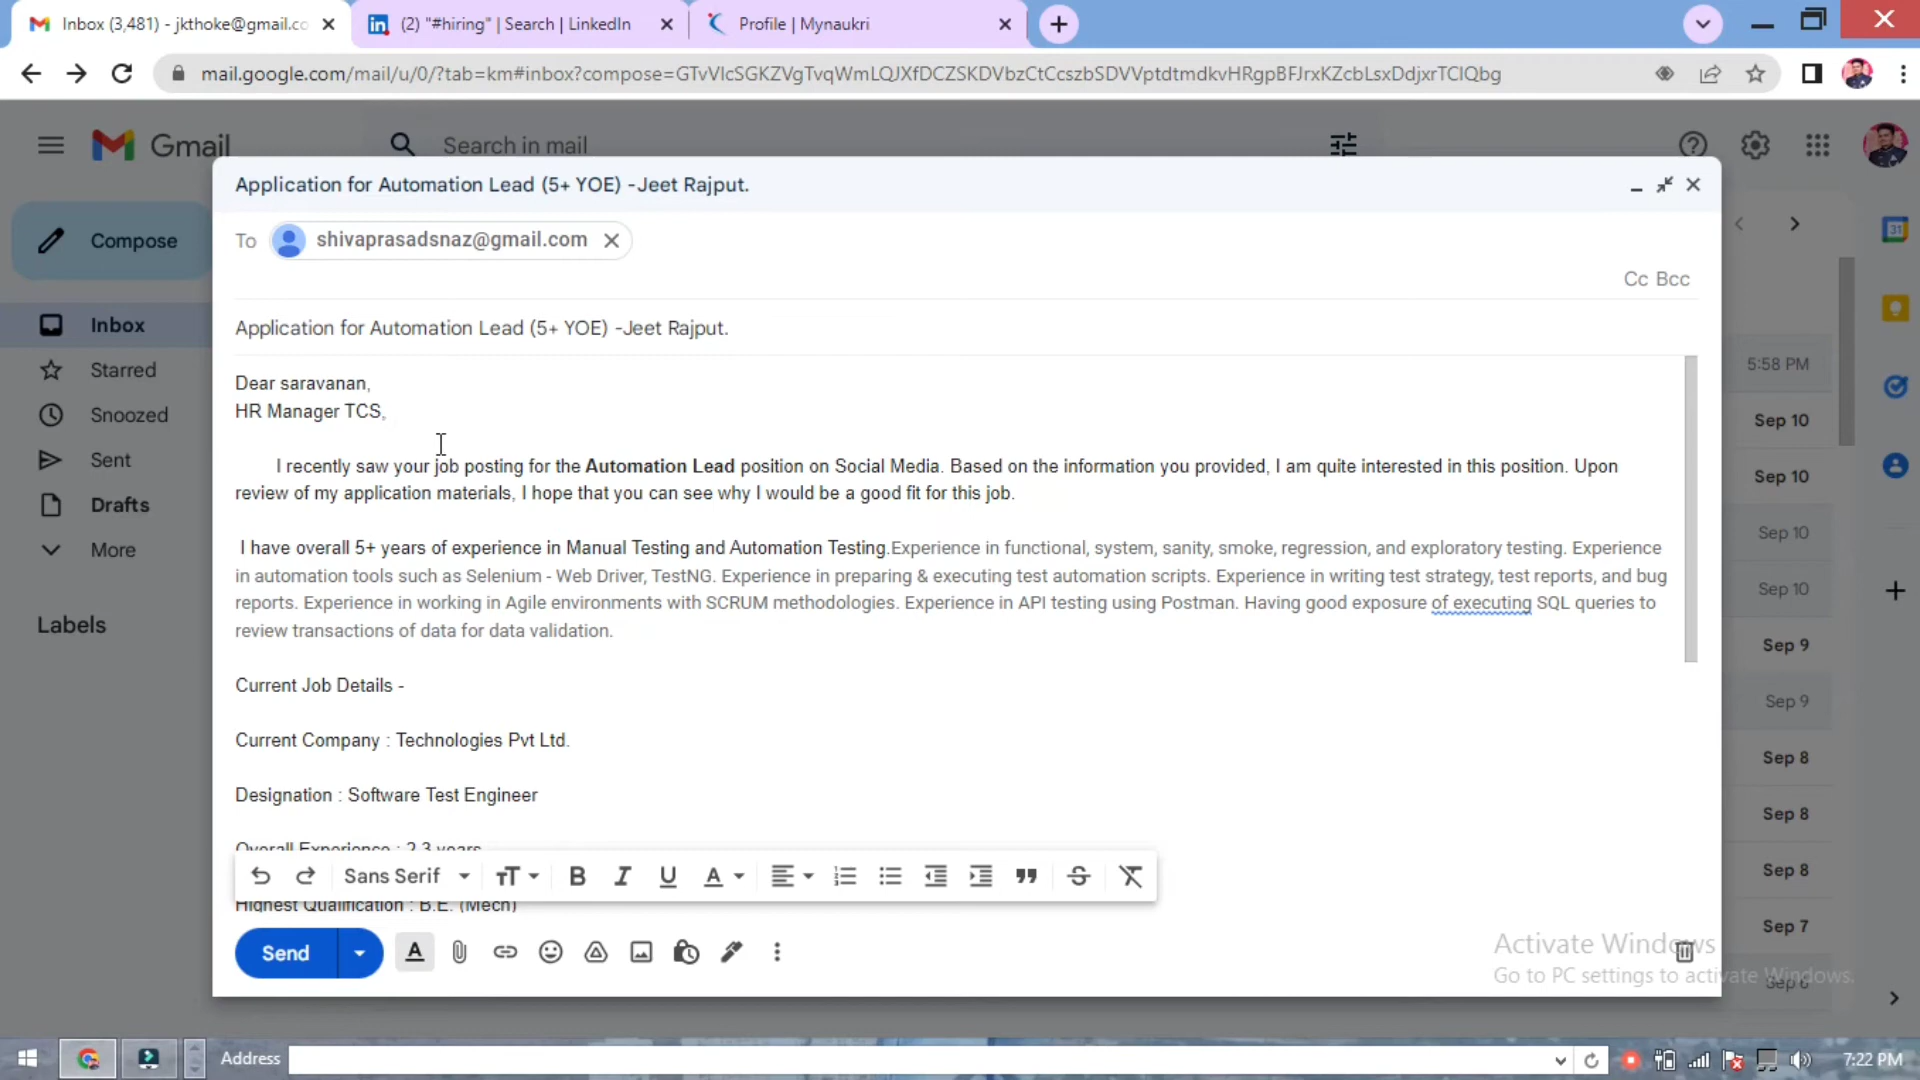 Inbox (3,481) - jkthoke@gmail.co
(2) "#hiring" | Search | LinkedIn
Profile | Mynaukri
mail.google.com/mail/u/0/?tab=km#inbox?compose=GTvVlcSGKZVgTvqWmLQJXfDCZSKDVbzCtCcszbSDVVptdtmdkvHRgpBFJrxKZcbLsxDdjxrTClQbg
Gmail
Search in mail
Application for Automation Lead (5+ YOE) -Jeet Rajput.
Compose
To shivaprasadsnaz@gmail.com
Cc Bcc
Inbox
Application for Automation Lead (5+ YOE) -Jeet Rajput.
Starred
5:58 PM
Dear saravanan,
HR Manager TCS,
Snoozed
Sep 10
Sent
I recently saw your job posting for the Automation Lead position on Social Media. Based on the information you provided, I am quite interested in this position. Upon
Sep 10
review of my application materials, I hope that you can see why I would be a good fit for this job.
Drafts
Sep 10
More
I have overall 5+ years of experience in Manual Testing and Automation Testing.Experience in functional, system, sanity, smoke, regression, and exploratory testing. Experience
in automation tools such as Selenium - Web Driver, TestNG. Experience in preparing & executing test automation scripts. Experience in writing test strategy, test reports, and bug
Sep 10
reports. Experience in working in Agile environments with SCRUM methodologies. Experience in API testing using Postman. Having good exposure of executing SQL queries to
Labels
review transactions of data for data validation.
Sep 9
Current Job Details -
Sep 9
Current Company : Technologies Pvt Ltd.
Sep 8
Designation : Software Test Engineer
Sep 8
Overall Experience : 2.3 years
Sans Serif
Sep 8
Highest Qualification : B.E. (Mech)
Sep 7
Send
Activate Windows
Go to PC settings to activate Windows.
Sep 6
Address
7:22 PM